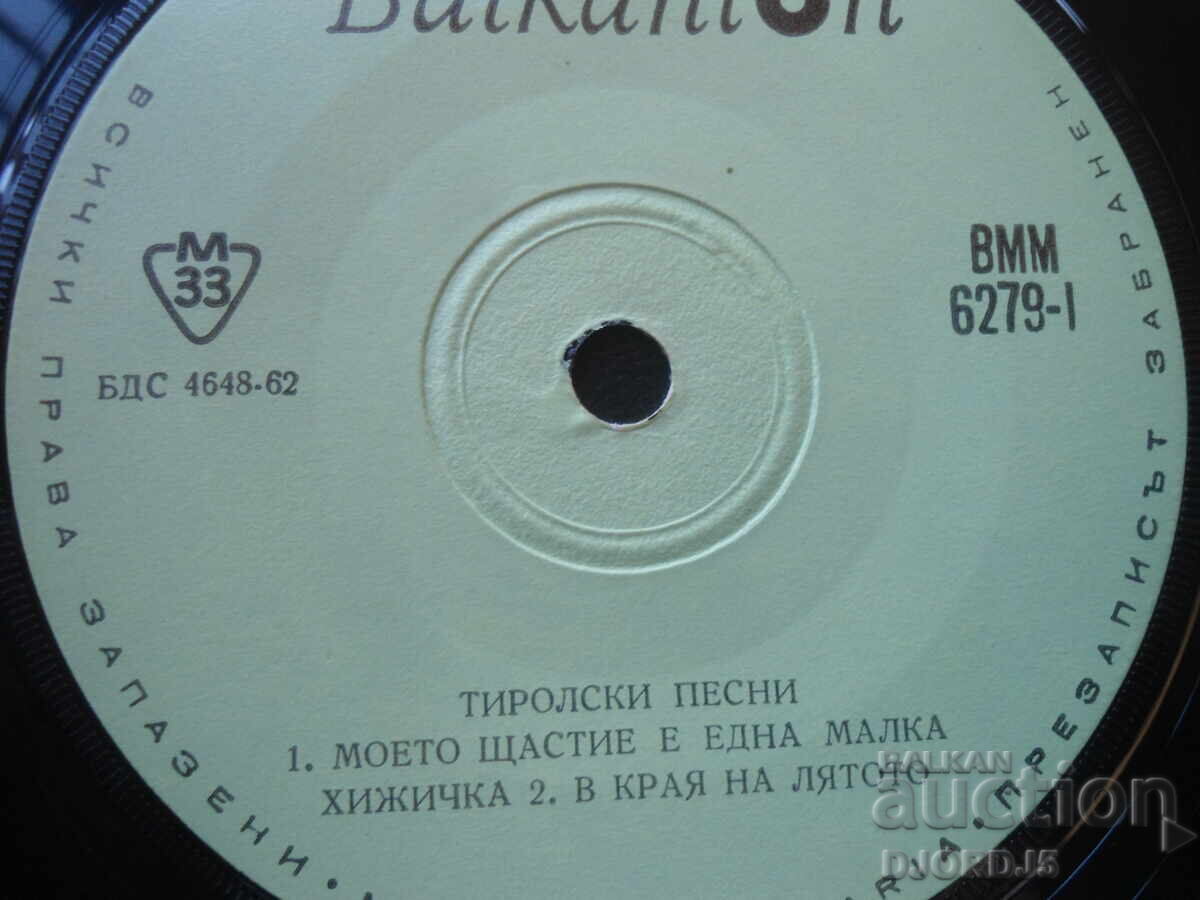 Balkanton
ВСИЧКИ ПРАВА ЗАПАЗЕНИ •
ПРЕЗАПИСЪТ ЗАБРАНЕН
М
33
БДС 4648-62
ВММ
6279-I
ТИРОЛСКИ ПЕСНИ
1. МОЕТО ЩАСТИЕ Е ЕДНА МАЛКА
ХИЖИЧКА 2. В КРАЯ НА ЛЯТОТО
BALKAN
auction
DJORDJ5